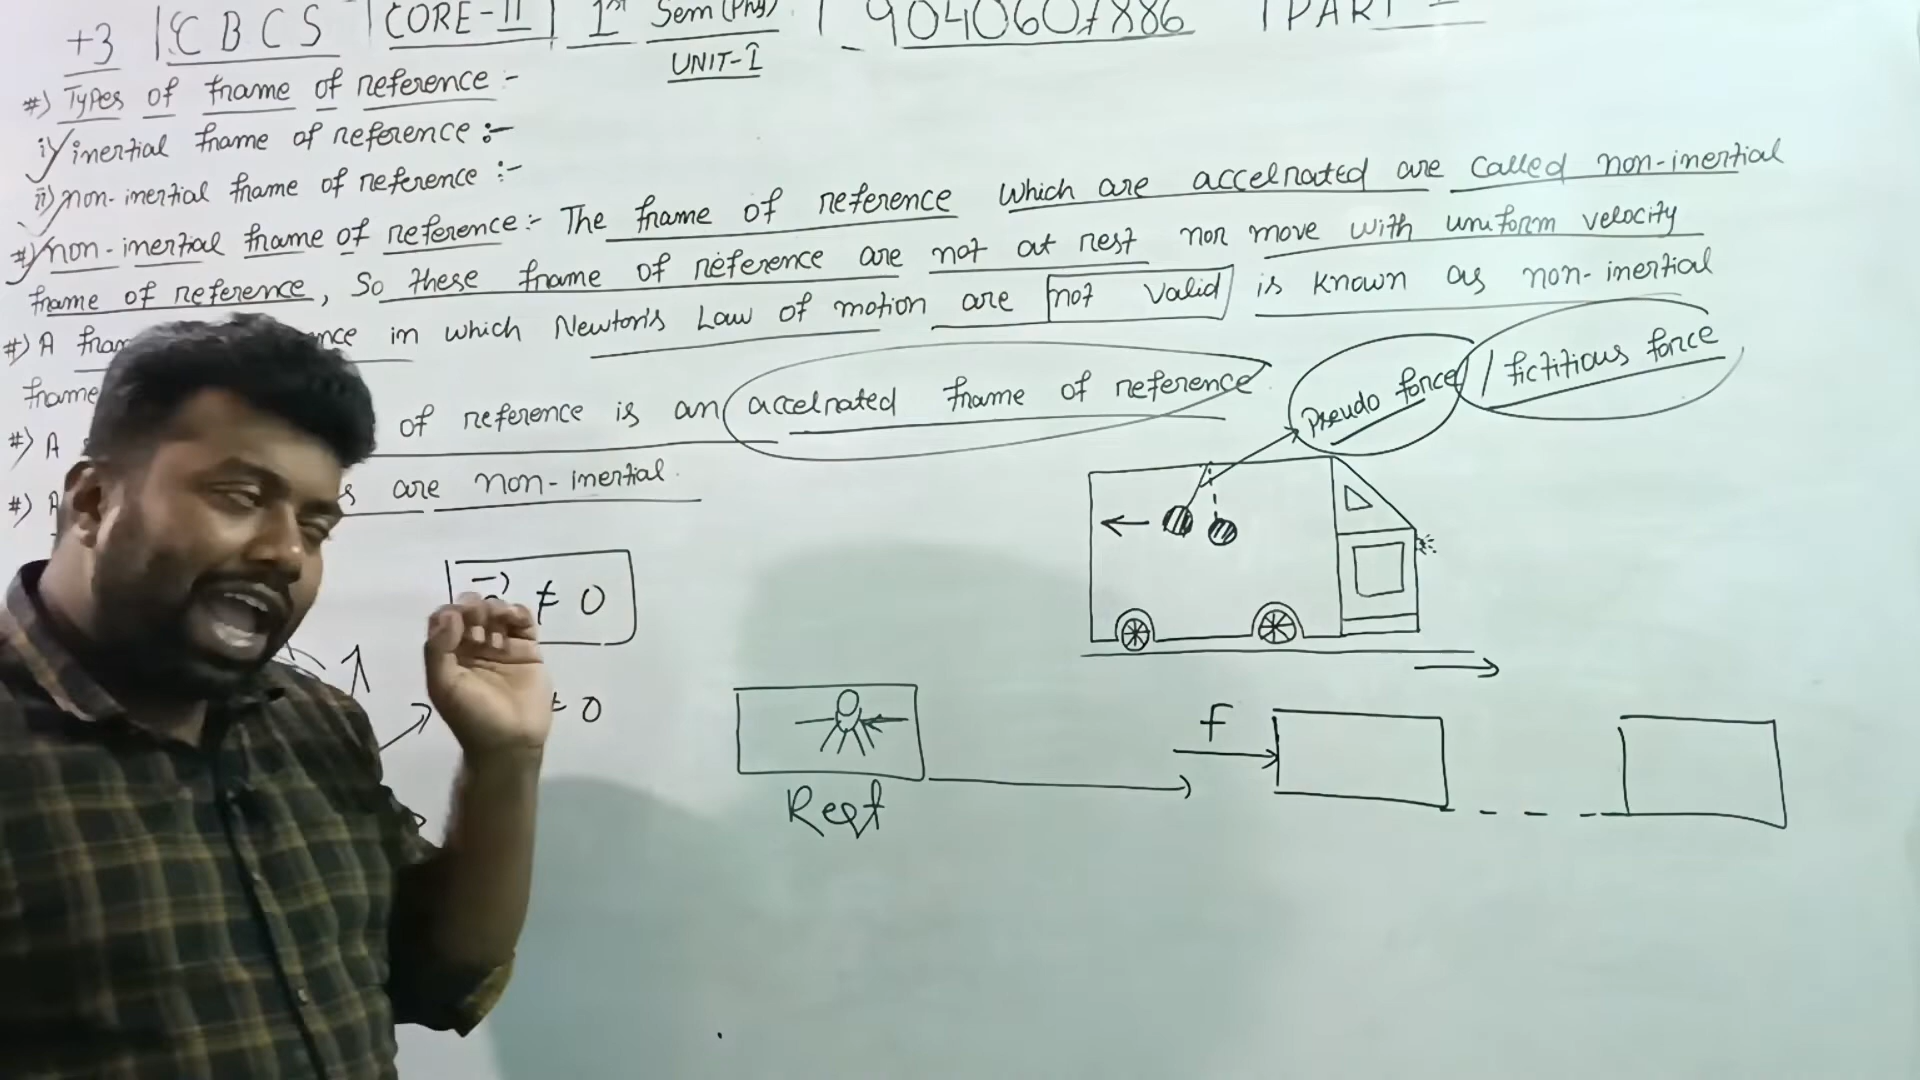 +3 | C B C S | CORE-II | 1st Sem (Phy) | 9040607886 | PART-
UNIT-I
#) Types of frame of reference :-
i) inertial frame of reference :-
ii) non-inertial frame of reference :-
#) non-inertial frame of reference :- The frame of reference which are accelnated are called non-inertial
frame of reference, So these frame of reference are not at rest nor move with uniform velocity
#) A fram nce in which Newton's Law of motion are not valid is known as non-inertial
frame
#) A of reference is an accelnated frame of reference
#) A s are non-inertial.
Pseudo force / fictitious force
≠ 0
≠ 0
f
Rest